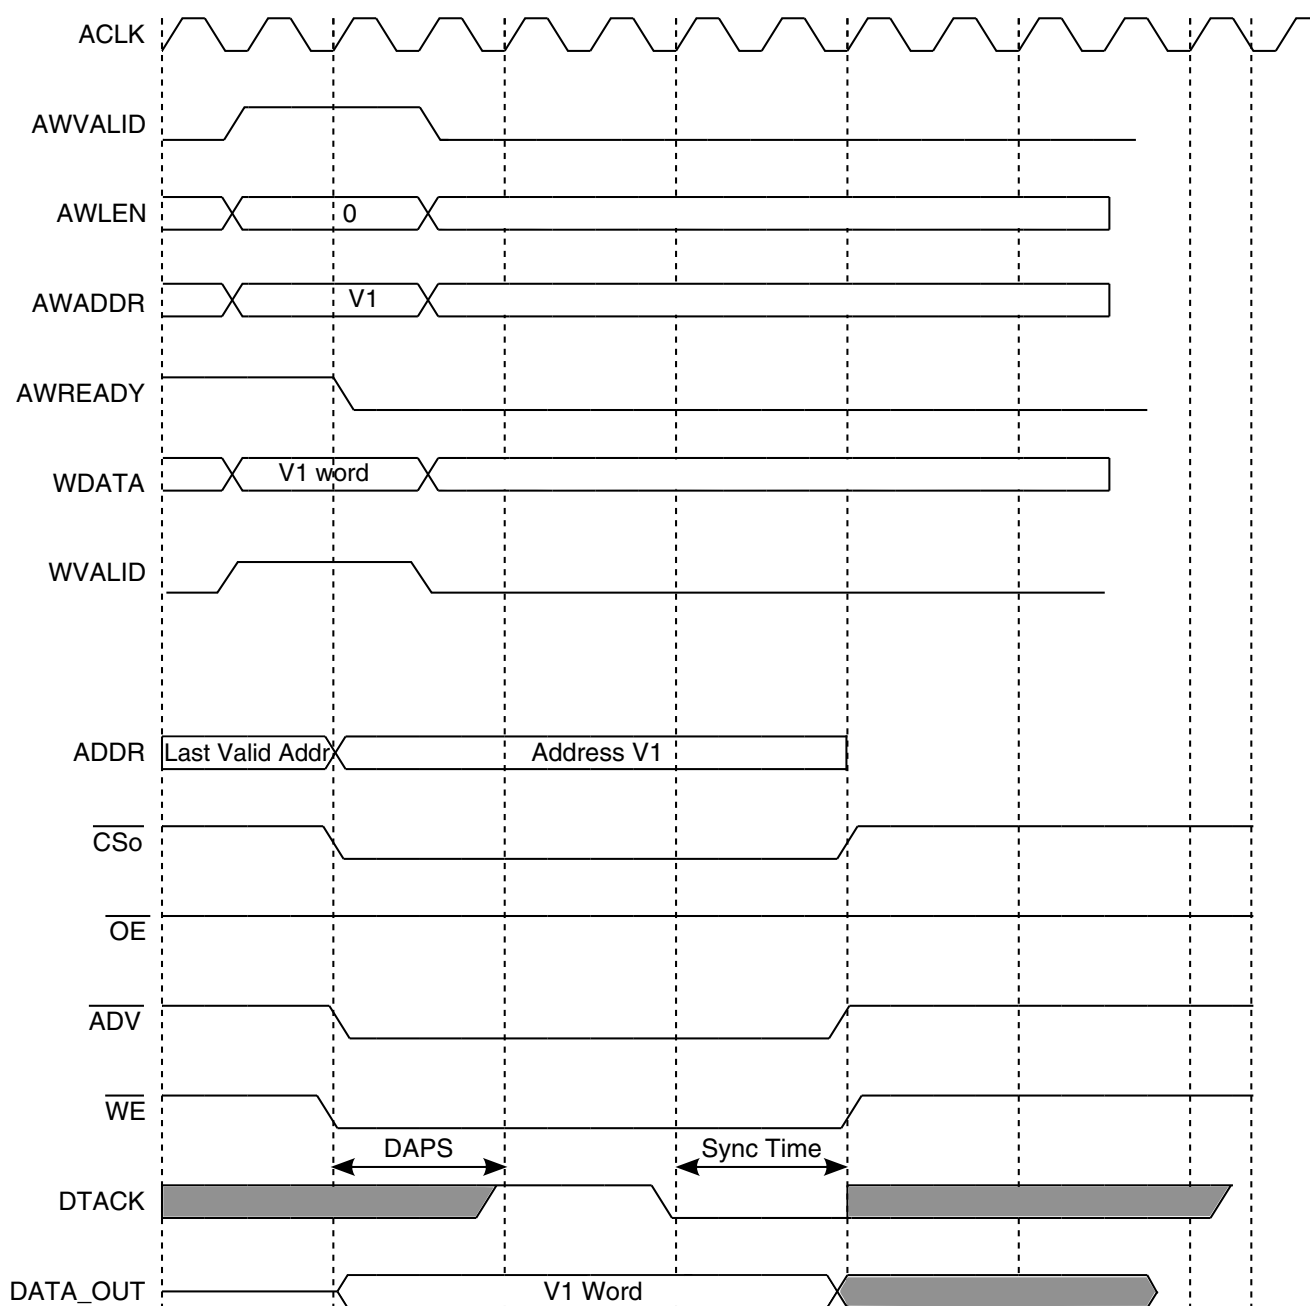 ACLK
AWVALID
AWLEN
0
AWADDR
V1
AWREADY
WDATA
V1 word
WVALID
ADDR
Last Valid Addr
Address V1
CSo
OE
ADV
WE
DAPS
Sync Time
DTACK
DATA_OUT
V1 Word